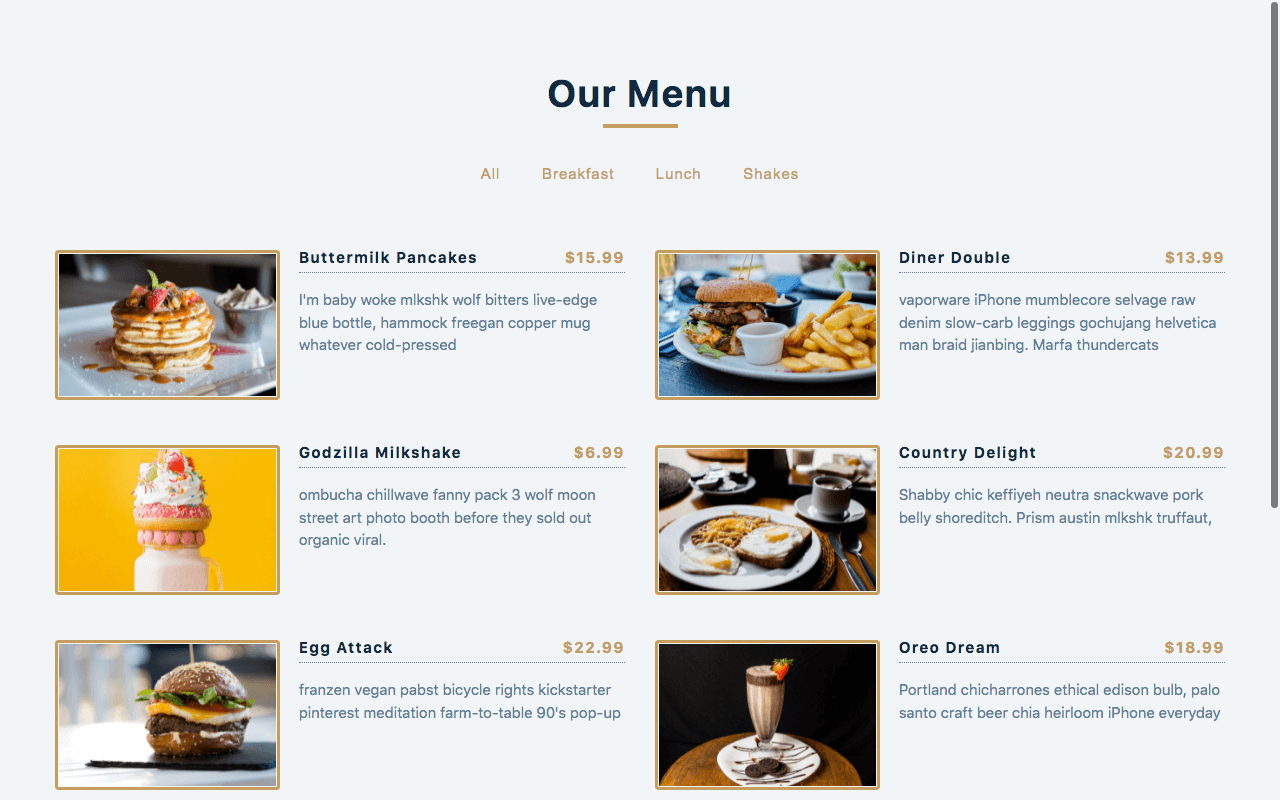 Our Menu
All Breakfast Lunch Shakes
Buttermilk Pancakes $15.99
I'm baby woke mlkshk wolf bitters live-edge
blue bottle, hammock freegan copper mug
whatever cold-pressed
Diner Double $13.99
vaporware iPhone mumblecore selvage raw
denim slow-carb leggings gochujang helvetica
man braid jianbing. Marfa thundercats
Godzilla Milkshake $6.99
ombucha chillwave fanny pack 3 wolf moon
street art photo booth before they sold out
organic viral.
Country Delight $20.99
Shabby chic keffiyeh neutra snackwave pork
belly shoreditch. Prism austin mlkshk truffaut,
Egg Attack $22.99
franzen vegan pabst bicycle rights kickstarter
pinterest meditation farm-to-table 90's pop-up
Oreo Dream $18.99
Portland chicharrones ethical edison bulb, palo
santo craft beer chia heirloom iPhone everyday